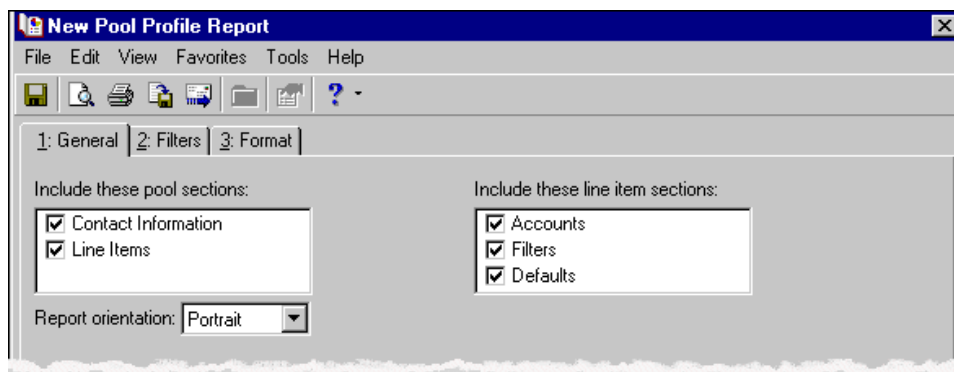 New Pool Profile Report
File Edit View Favorites Tools Help
?
1: General 2: Filters 3: Format
Include these pool sections:
Contact Information
Line Items
Include these line item sections:
Accounts
Filters
Defaults
Report orientation: Portrait